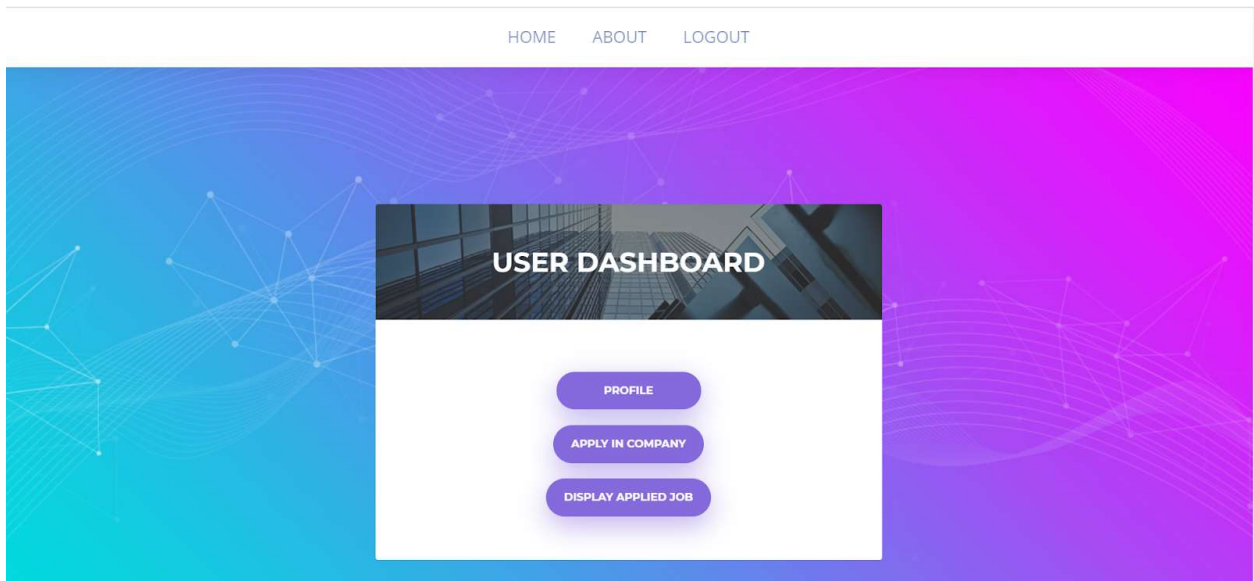 HOME ABOUT LOGOUT
USER DASHBOARD
PROFILE
APPLY IN COMPANY
DISPLAY APPLIED JOB